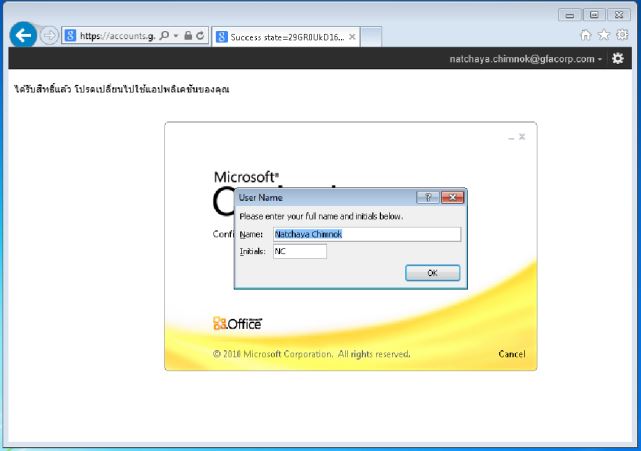 https://accounts.g.
Success state=29GR0UkD16...
natchaya.chimnok@gfacorp.com
ได้รับสิทธิ์แล้ว โปรดเปลี่ยนไปใช้แอปพลิเคชันของคุณ
Microsoft®
User Name
Please enter your full name and initials below.
Name: Natchaya Chimnok
Initials: NC
OK
Office
© 2010 Microsoft Corporation. All rights reserved.
Cancel